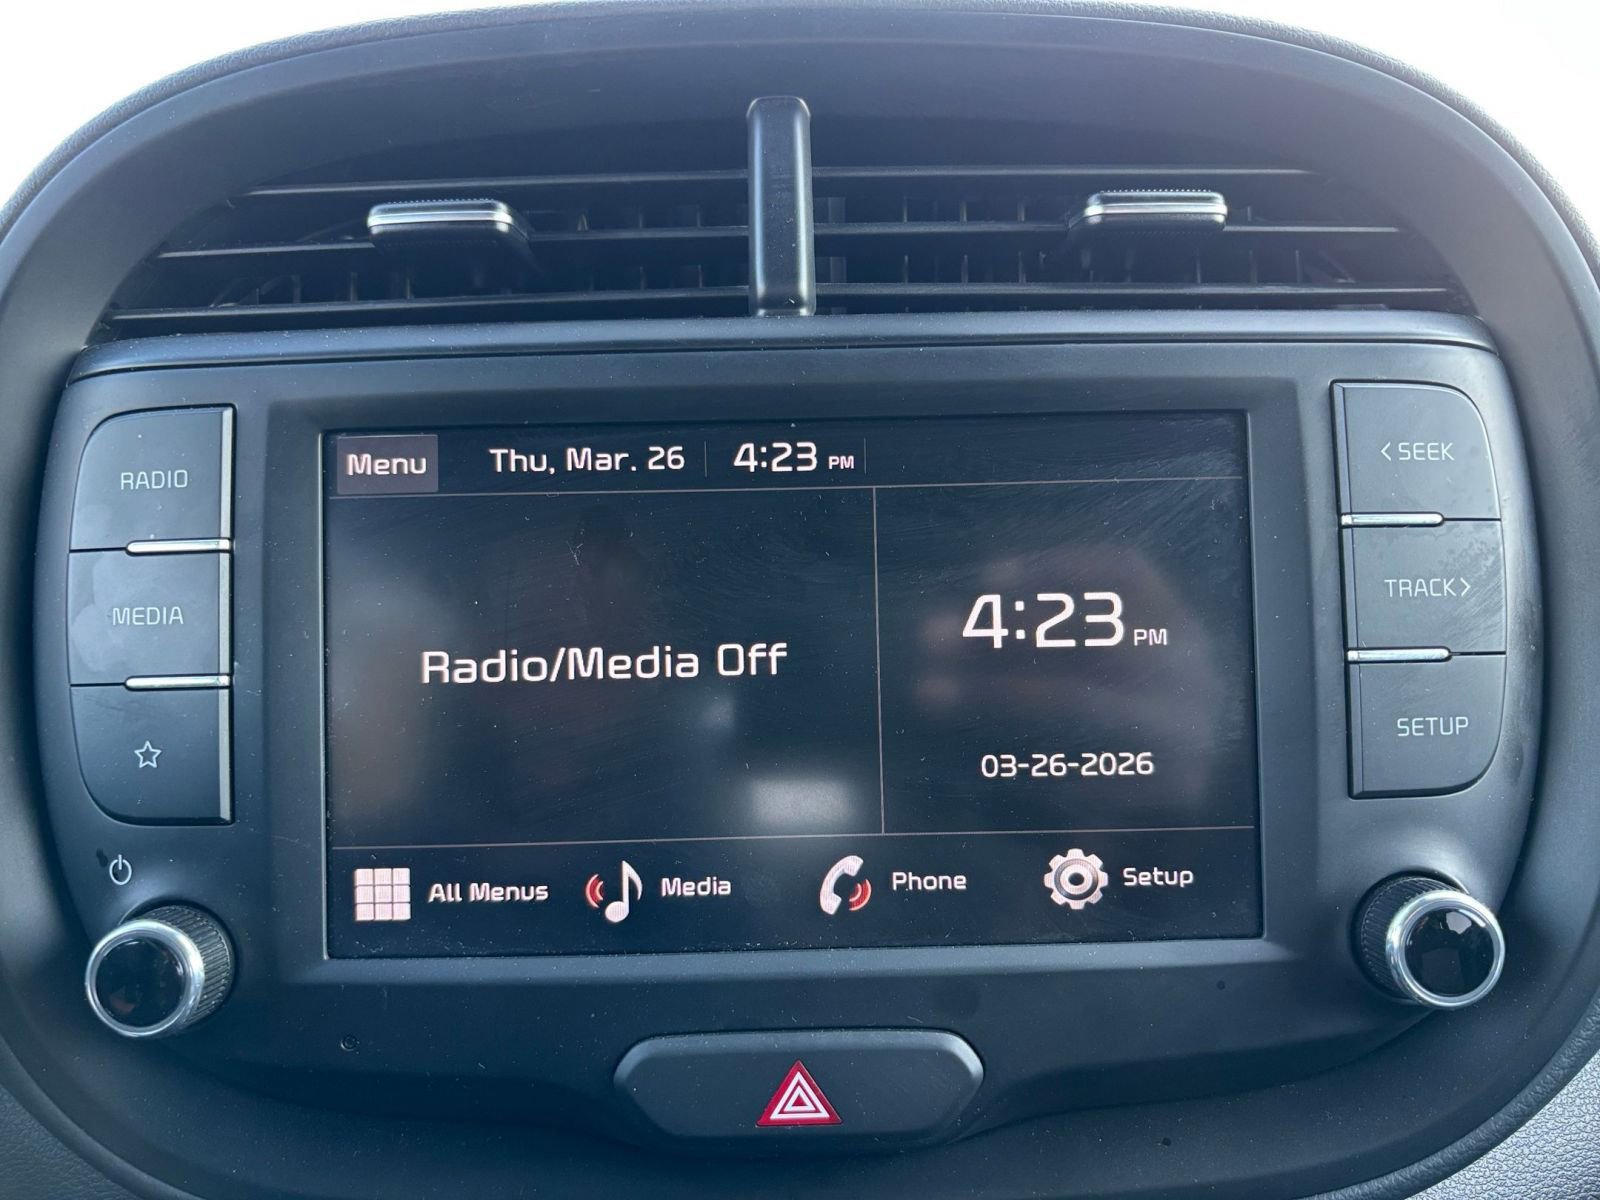 RADIO
MEDIA
Menu
Thu, Mar. 26
4:23 PM
Radio/Media Off
4:23 PM
03-26-2026
All Menus
Media
Phone
Setup
< SEEK
TRACK >
SETUP